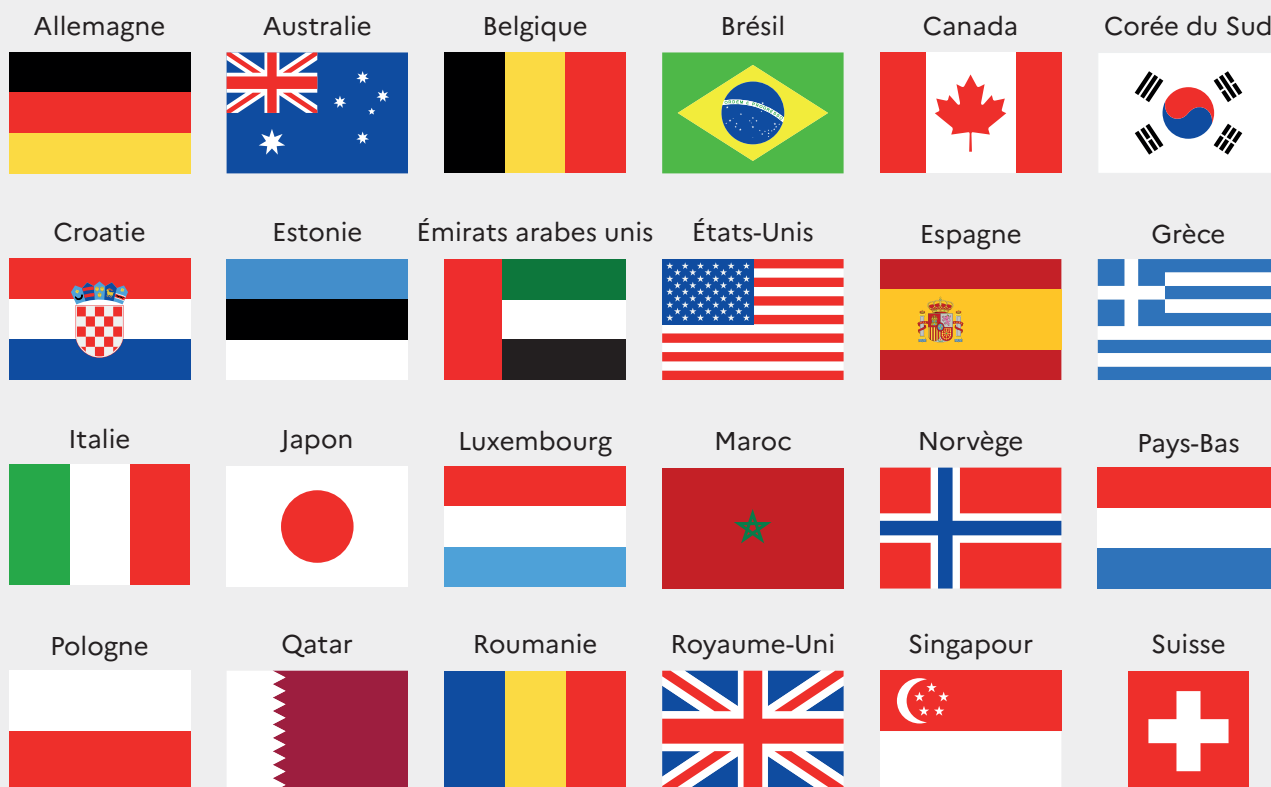 Allemagne
Australie
Belgique
Brésil
Canada
Corée du Sud
Croatie
Estonie
Émirats arabes unis
États-Unis
Espagne
Grèce
Italie
Japon
Luxembourg
Maroc
Norvège
Pays-Bas
Pologne
Qatar
Roumanie
Royaume-Uni
Singapour
Suisse